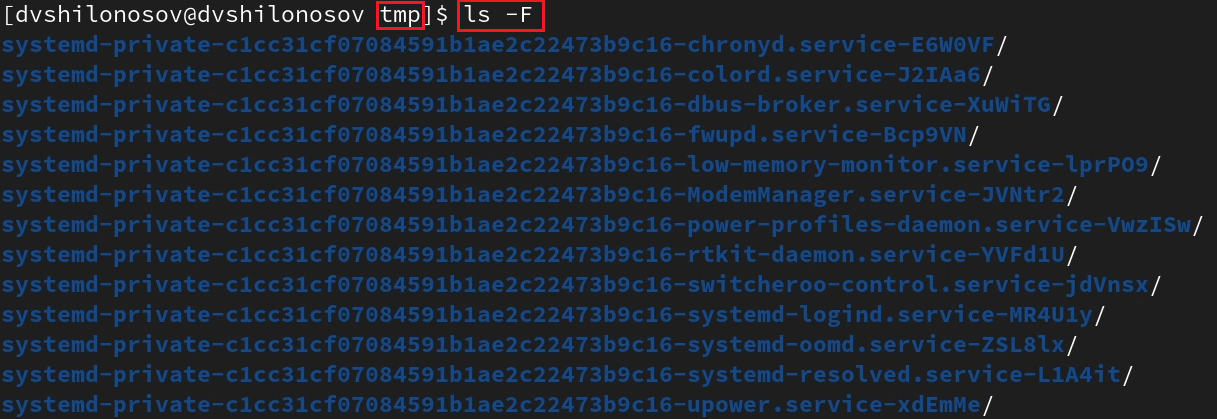 [dvshilonosov@dvshilonosov tmp]$ ls -F
systemd-private-c1cc31cf07084591b1ae2c22473b9c16-chronyd.service-E6W0VF/
systemd-private-c1cc31cf07084591b1ae2c22473b9c16-colord.service-J2IAa6/
systemd-private-c1cc31cf07084591b1ae2c22473b9c16-dbus-broker.service-XuWiTG/
systemd-private-c1cc31cf07084591b1ae2c22473b9c16-fwupd.service-Bcp9VN/
systemd-private-c1cc31cf07084591b1ae2c22473b9c16-low-memory-monitor.service-lprPO9/
systemd-private-c1cc31cf07084591b1ae2c22473b9c16-ModemManager.service-JVNtr2/
systemd-private-c1cc31cf07084591b1ae2c22473b9c16-power-profiles-daemon.service-VwzISw/
systemd-private-c1cc31cf07084591b1ae2c22473b9c16-rtkit-daemon.service-YVFd1U/
systemd-private-c1cc31cf07084591b1ae2c22473b9c16-switcheroo-control.service-jdVnsx/
systemd-private-c1cc31cf07084591b1ae2c22473b9c16-systemd-logind.service-MR4U1y/
systemd-private-c1cc31cf07084591b1ae2c22473b9c16-systemd-oomd.service-ZSL8lx/
systemd-private-c1cc31cf07084591b1ae2c22473b9c16-systemd-resolved.service-L1A4it/
systemd-private-c1cc31cf07084591b1ae2c22473b9c16-upower.service-xdEmMe/